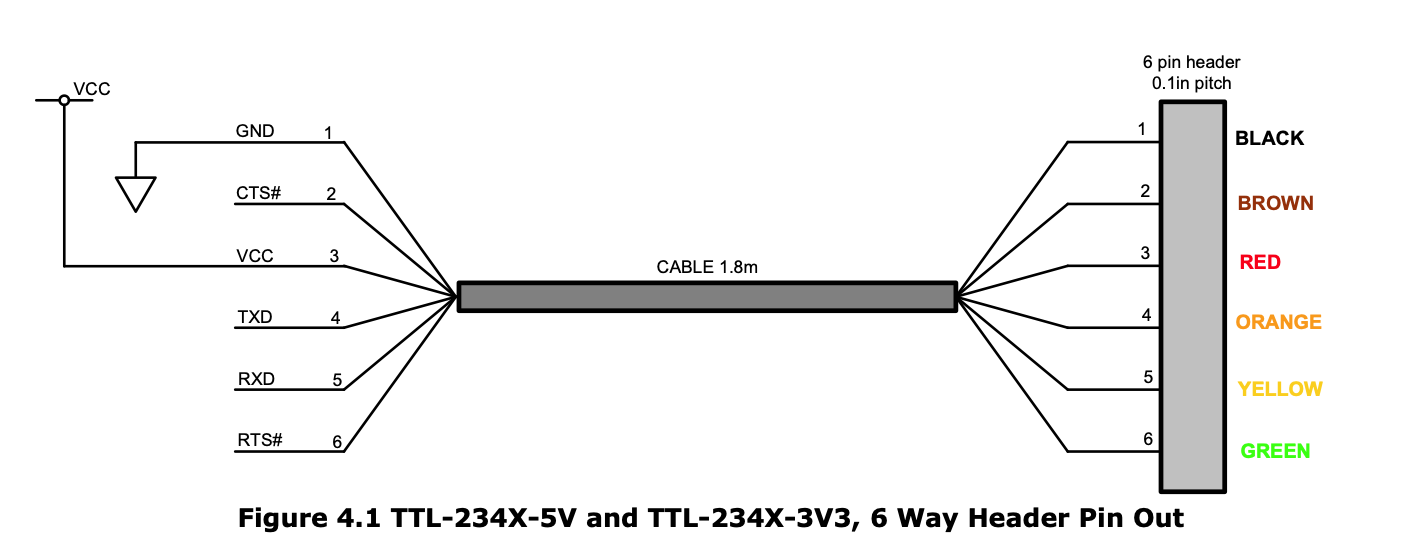 6 pin header
0.1in pitch
VCC
GND 1
CTS# 2
VCC 3
TXD 4
RXD 5
RTS# 6
CABLE 1.8m
1 BLACK
2 BROWN
3 RED
4 ORANGE
5 YELLOW
6 GREEN
Figure 4.1 TTL-234X-5V and TTL-234X-3V3, 6 Way Header Pin Out